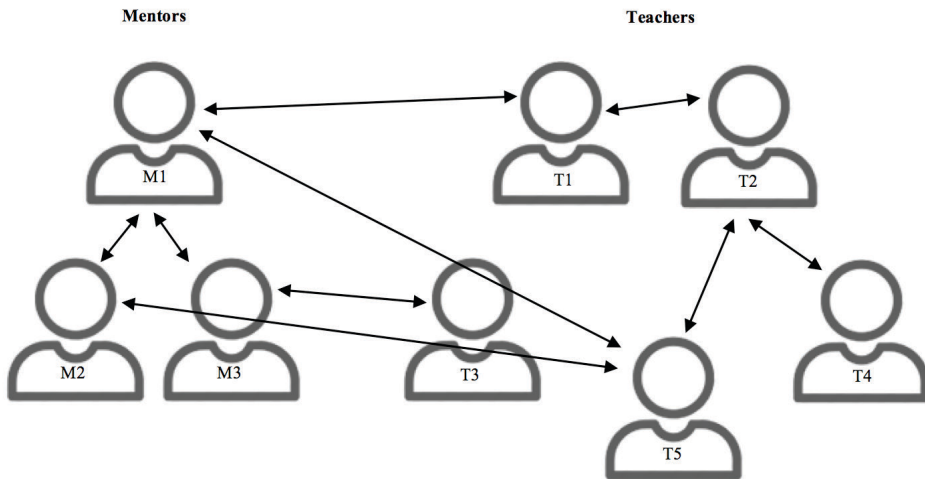 Mentors
Teachers
M1
T1
T2
M2
M3
T3
T5
T4